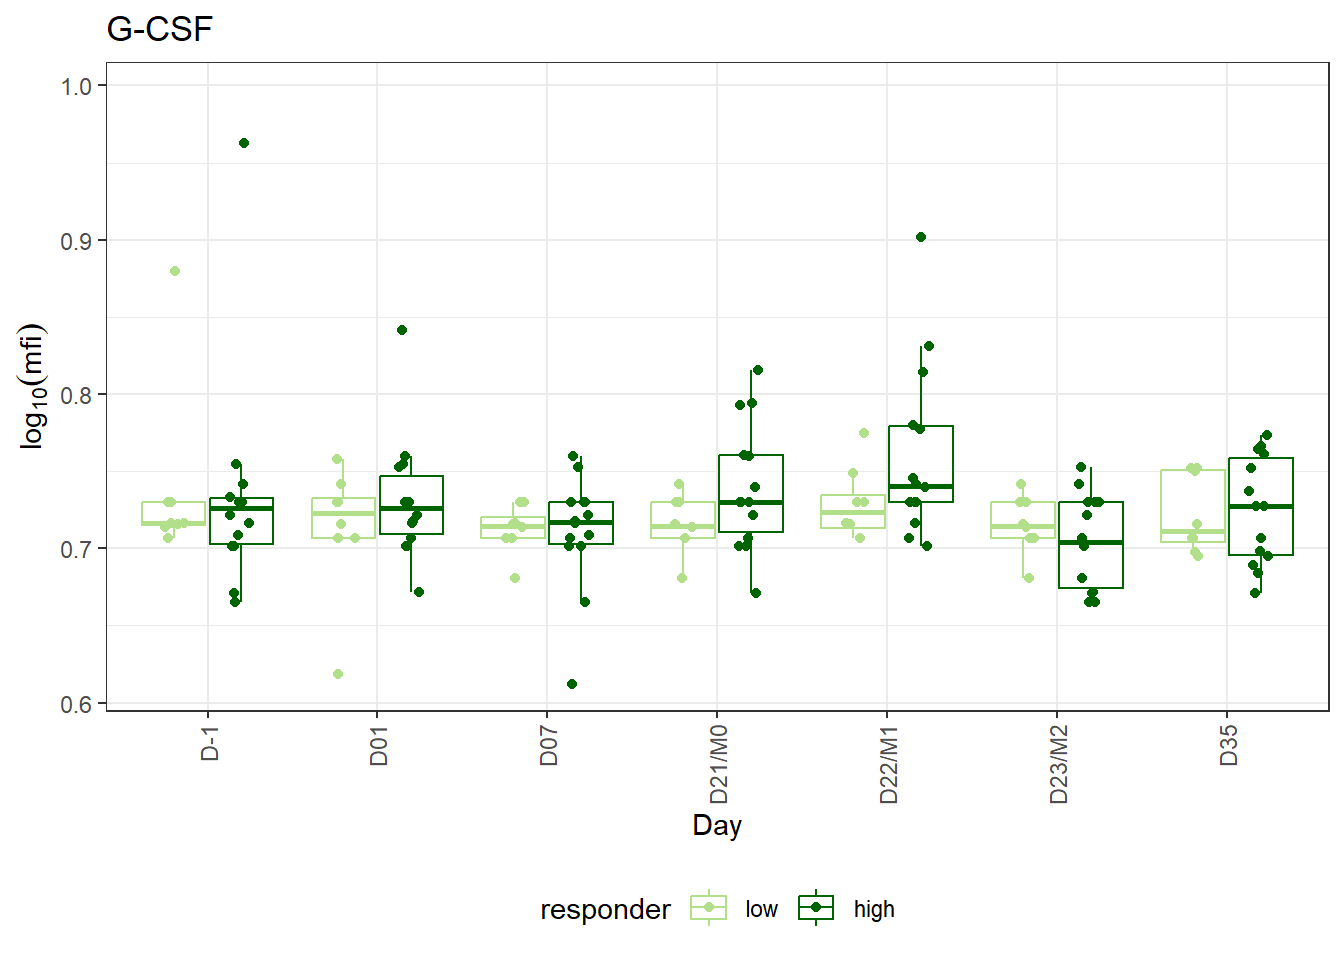 G-CSF
1.0
0.9
0.8
0.7
0.6
log₁₀(mfi)
D-1
D01
D07
D21/M0
D22/M1
D23/M2
D35
Day
responder low high